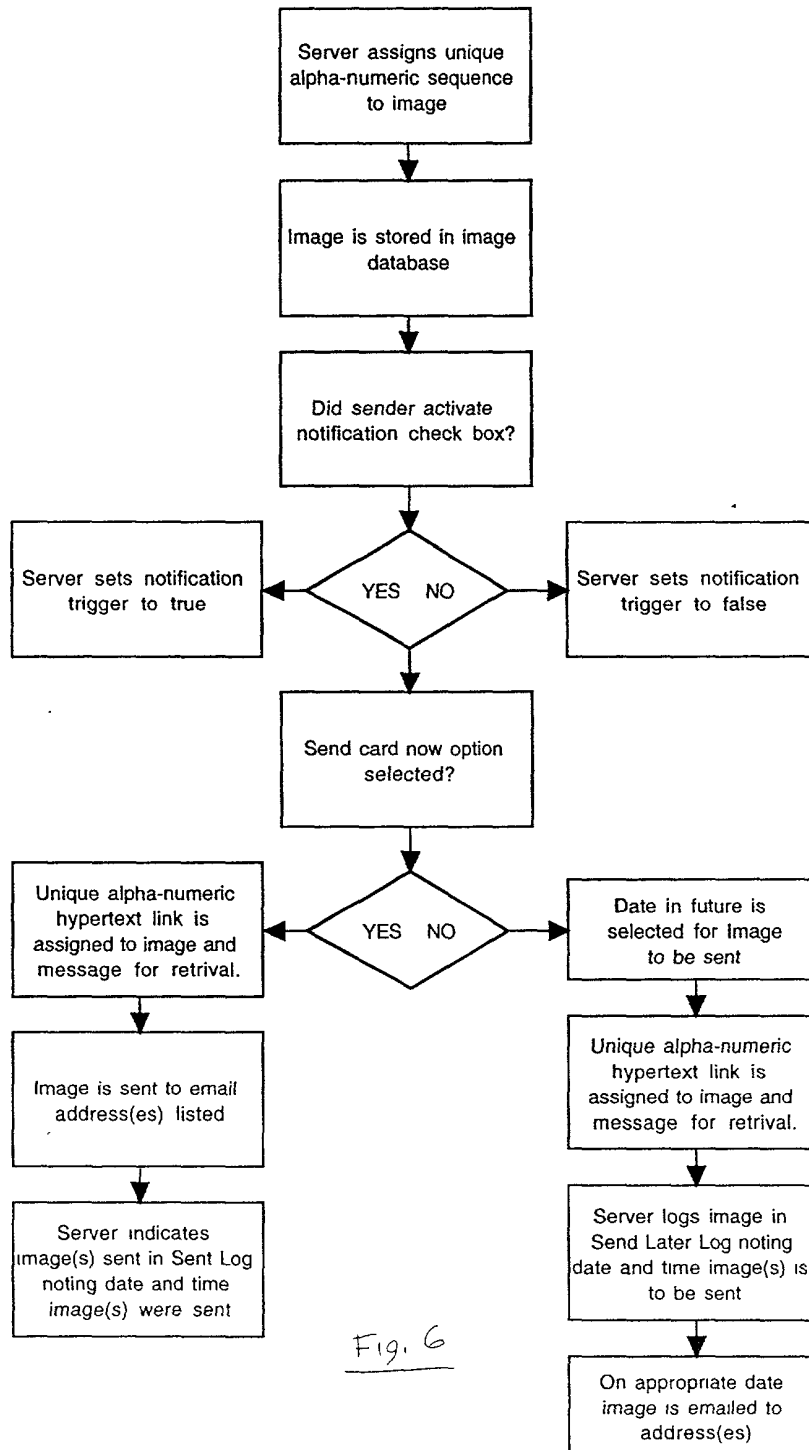 Server assigns unique
alpha-numeric sequence
to image
Image is stored in image
database
Did sender activate
notification check box?
Server sets notification
trigger to true
YES NO
Server sets notification
trigger to false
Send card now option
selected?
Unique alpha-numeric
hypertext link is
assigned to image and
message for retrival.
YES NO
Date in future is
selected for Image
to be sent
Image is sent to email
address(es) listed
Unique alpha-numeric
hypertext link is
assigned to image and
message for retrival.
Server indicates
image(s) sent in Sent Log
noting date and time
image(s) were sent
Server logs image in
Send Later Log noting
date and time image(s) is
to be sent
Fig. 6
On appropriate date
image is emailed to
address(es)